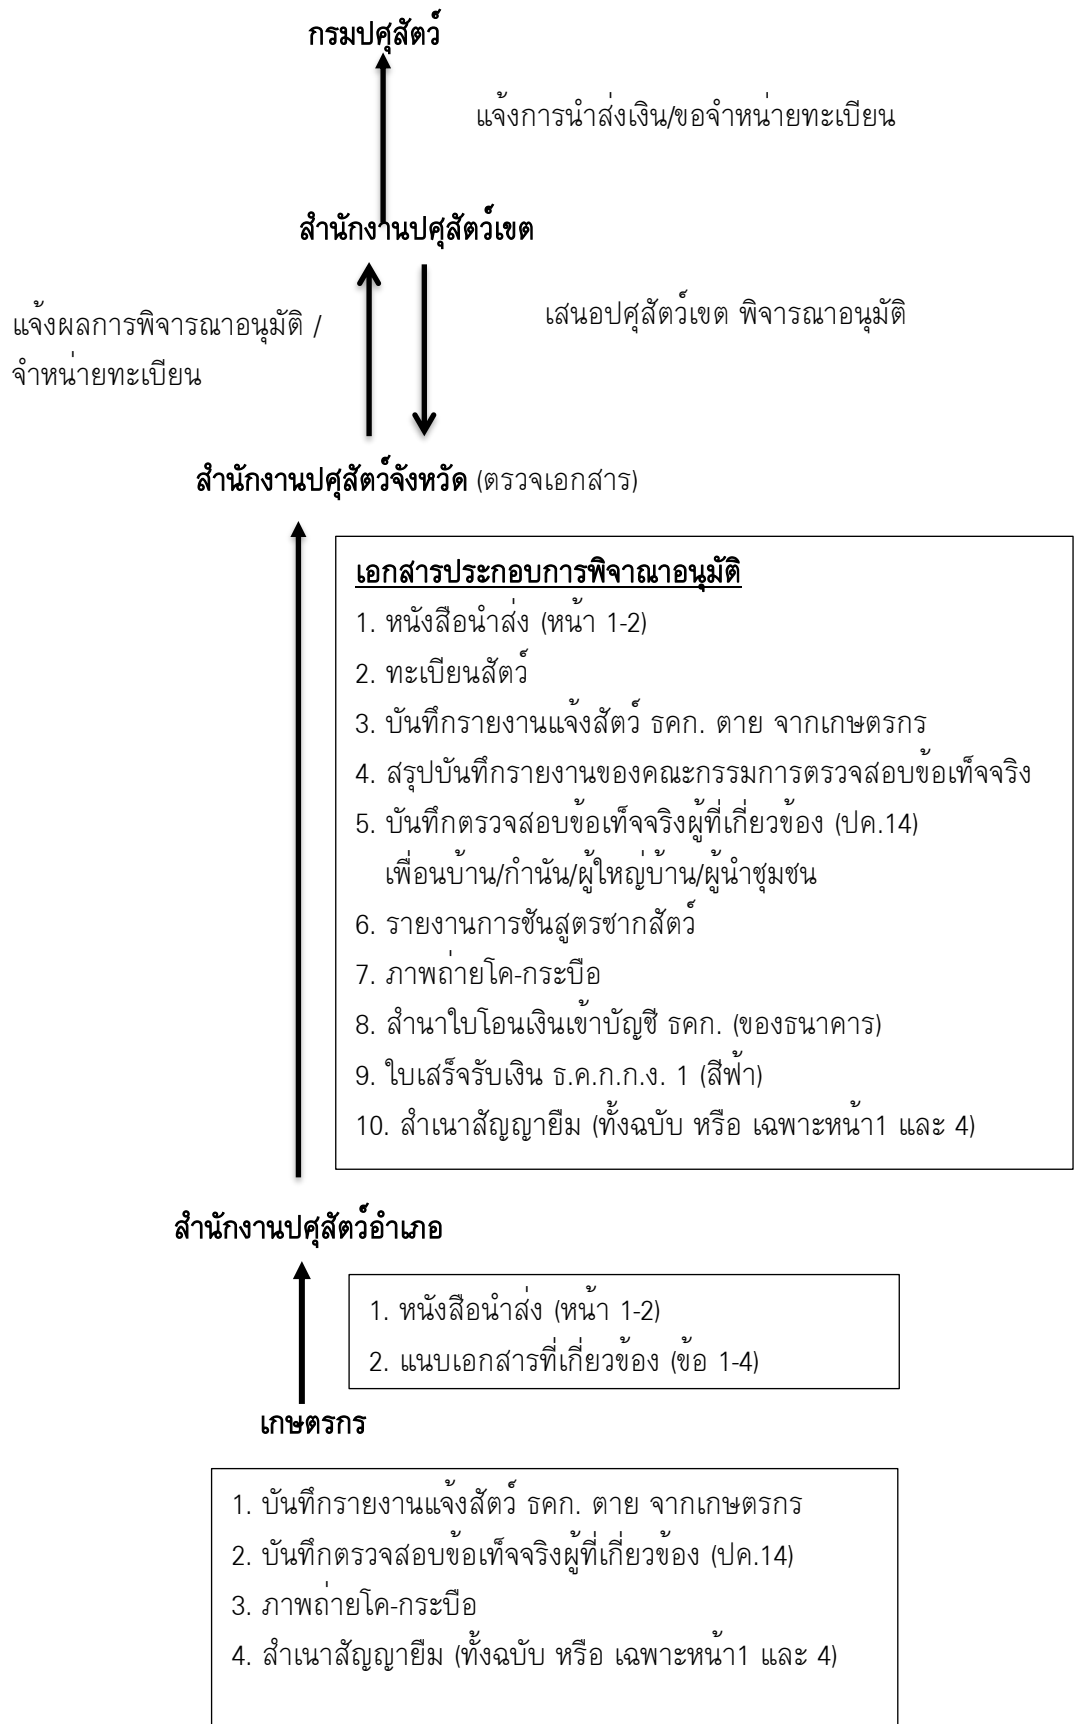 กรมปศุสัตว์
แจ้งการนำส่งเงิน/ขอจำหน่ายทะเบียน
สำนักงานปศุสัตว์เขต
แจ้งผลการพิจารณาอนุมัติ /
จำหน่ายทะเบียน
เสนอปศุสัตว์เขต พิจารณาอนุมัติ
สำนักงานปศุสัตว์จังหวัด (ตรวจเอกสาร)
เอกสารประกอบการพิจาณาอนุมัติ
1. หนังสือนำส่ง (หน้า 1-2)
2. ทะเบียนสัตว์
3. บันทึกรายงานแจ้งสัตว์ ธคก. ตาย จากเกษตรกร
4. สรุปบันทึกรายงานของคณะกรรมการตรวจสอบข้อเท็จจริง
5. บันทึกตรวจสอบข้อเท็จจริงผู้ที่เกี่ยวข้อง (ปค.14)
เพื่อนบ้าน/กำนัน/ผู้ใหญ่บ้าน/ผู้นำชุมชน
6. รายงานการชันสูตรซากสัตว์
7. ภาพถ่ายโค-กระบือ
8. สำนาใบโอนเงินเข้าบัญชี ธคก. (ของธนาคาร)
9. ใบเสร็จรับเงิน ธ.ค.ก.ก.ง. 1 (สีฟ้า)
10. สำเนาสัญญายืม (ทั้งฉบับ หรือ เฉพาะหน้า1 และ 4)
สำนักงานปศุสัตว์อำเภอ
1. หนังสือนำส่ง (หน้า 1-2)
2. แนบเอกสารที่เกี่ยวข้อง (ข้อ 1-4)
เกษตรกร
1. บันทึกรายงานแจ้งสัตว์ ธคก. ตาย จากเกษตรกร
2. บันทึกตรวจสอบข้อเท็จจริงผู้ที่เกี่ยวข้อง (ปค.14)
3. ภาพถ่ายโค-กระบือ
4. สำเนาสัญญายืม (ทั้งฉบับ หรือ เฉพาะหน้า1 และ 4)